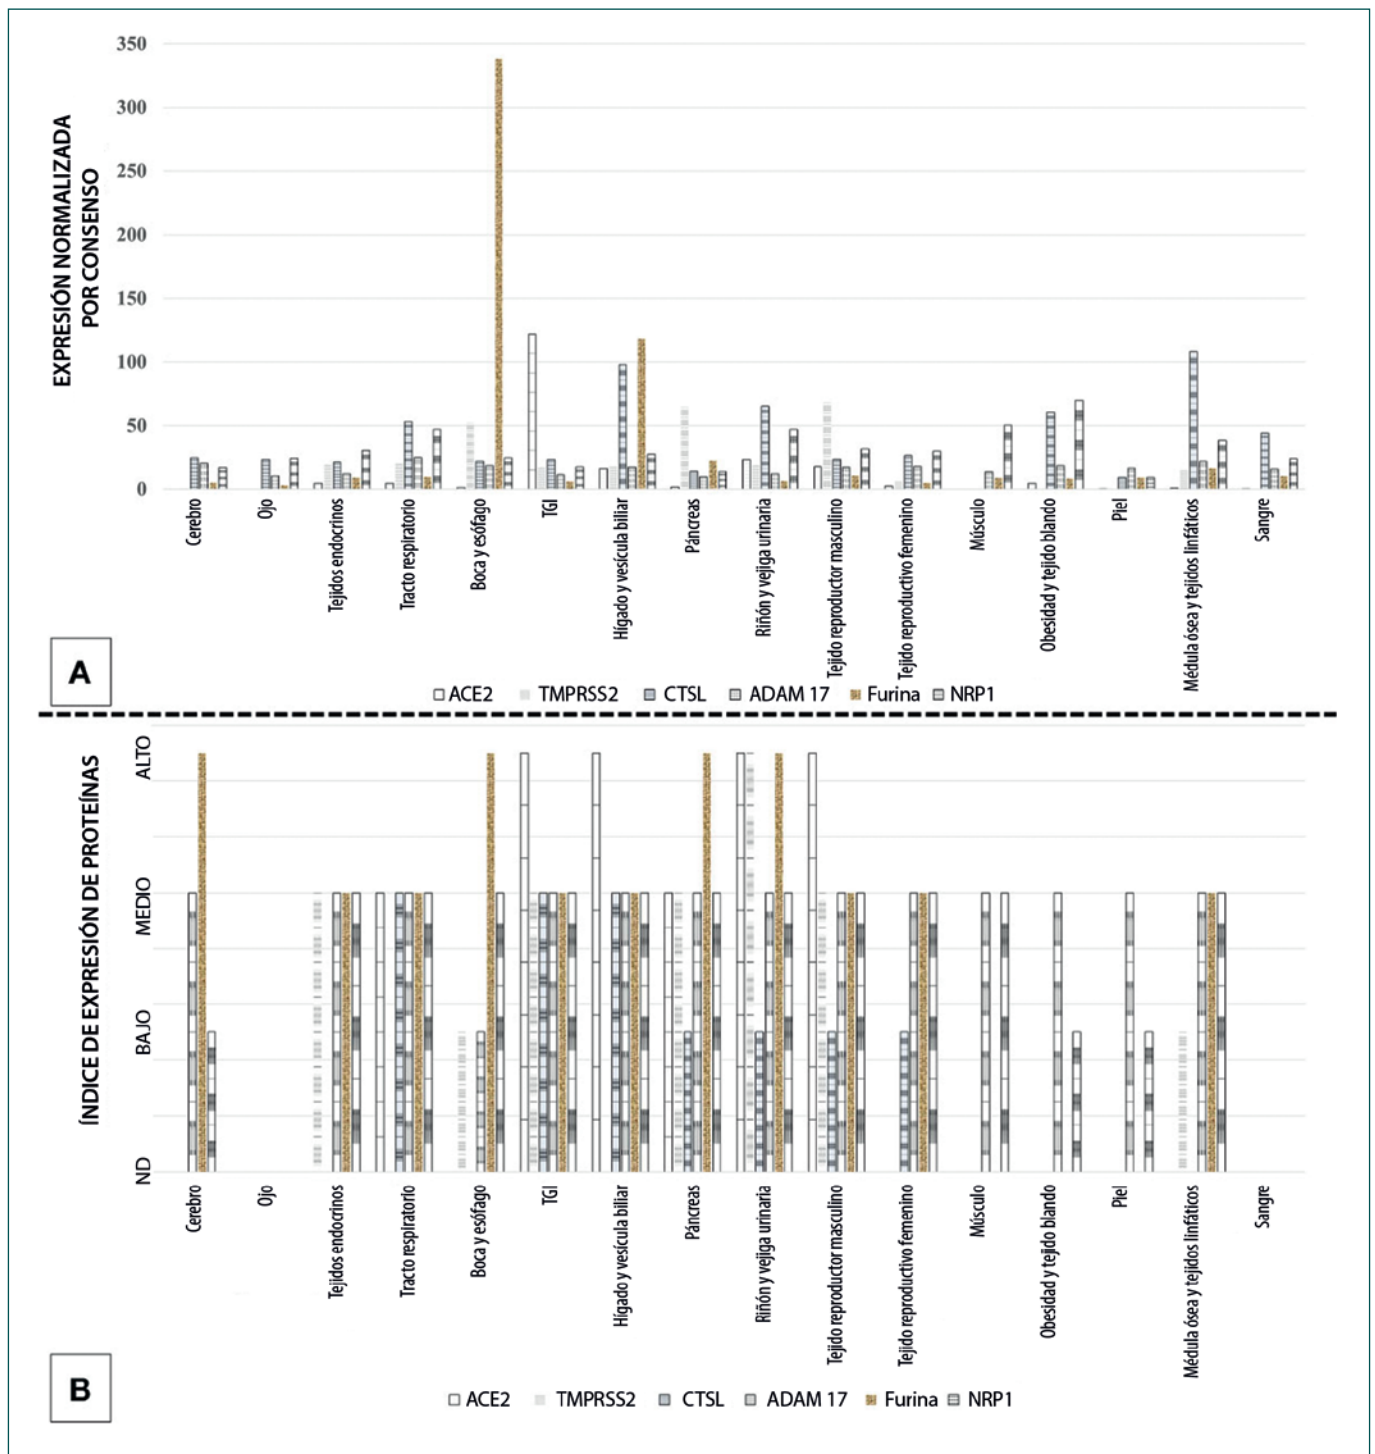 EXPRESIÓN NORMALIZADA
POR CONSENSO
350
300
250
200
150
100
50
0
Cerebro
Ojo
Tejidos endocrinos
Tracto respiratorio
Boca y esófago
TGI
Hígado y vesícula biliar
Páncreas
Riñón y vejiga urinaria
Tejido reproductor masculino
Tejido reproductivo femenino
Músculo
Obesidad y tejido blando
Piel
Médula ósea y tejidos linfáticos
Sangre
A
ACE2 TMPRSS2 CTSL ADAM 17 Furina NRP1
ÍNDICE DE EXPRESIÓN DE PROTEÍNAS
ALTO
MEDIO
BAJO
ND
Cerebro
Ojo
Tejidos endocrinos
Tracto respiratorio
Boca y esófago
TGI
Hígado y vesícula biliar
Páncreas
Riñón y vejiga urinaria
Tejido reproductor masculino
Tejido reproductivo femenino
Músculo
Obesidad y tejido blando
Piel
Médula ósea y tejidos linfáticos
Sangre
B
ACE2 TMPRSS2 CTSL ADAM 17 Furina NRP1